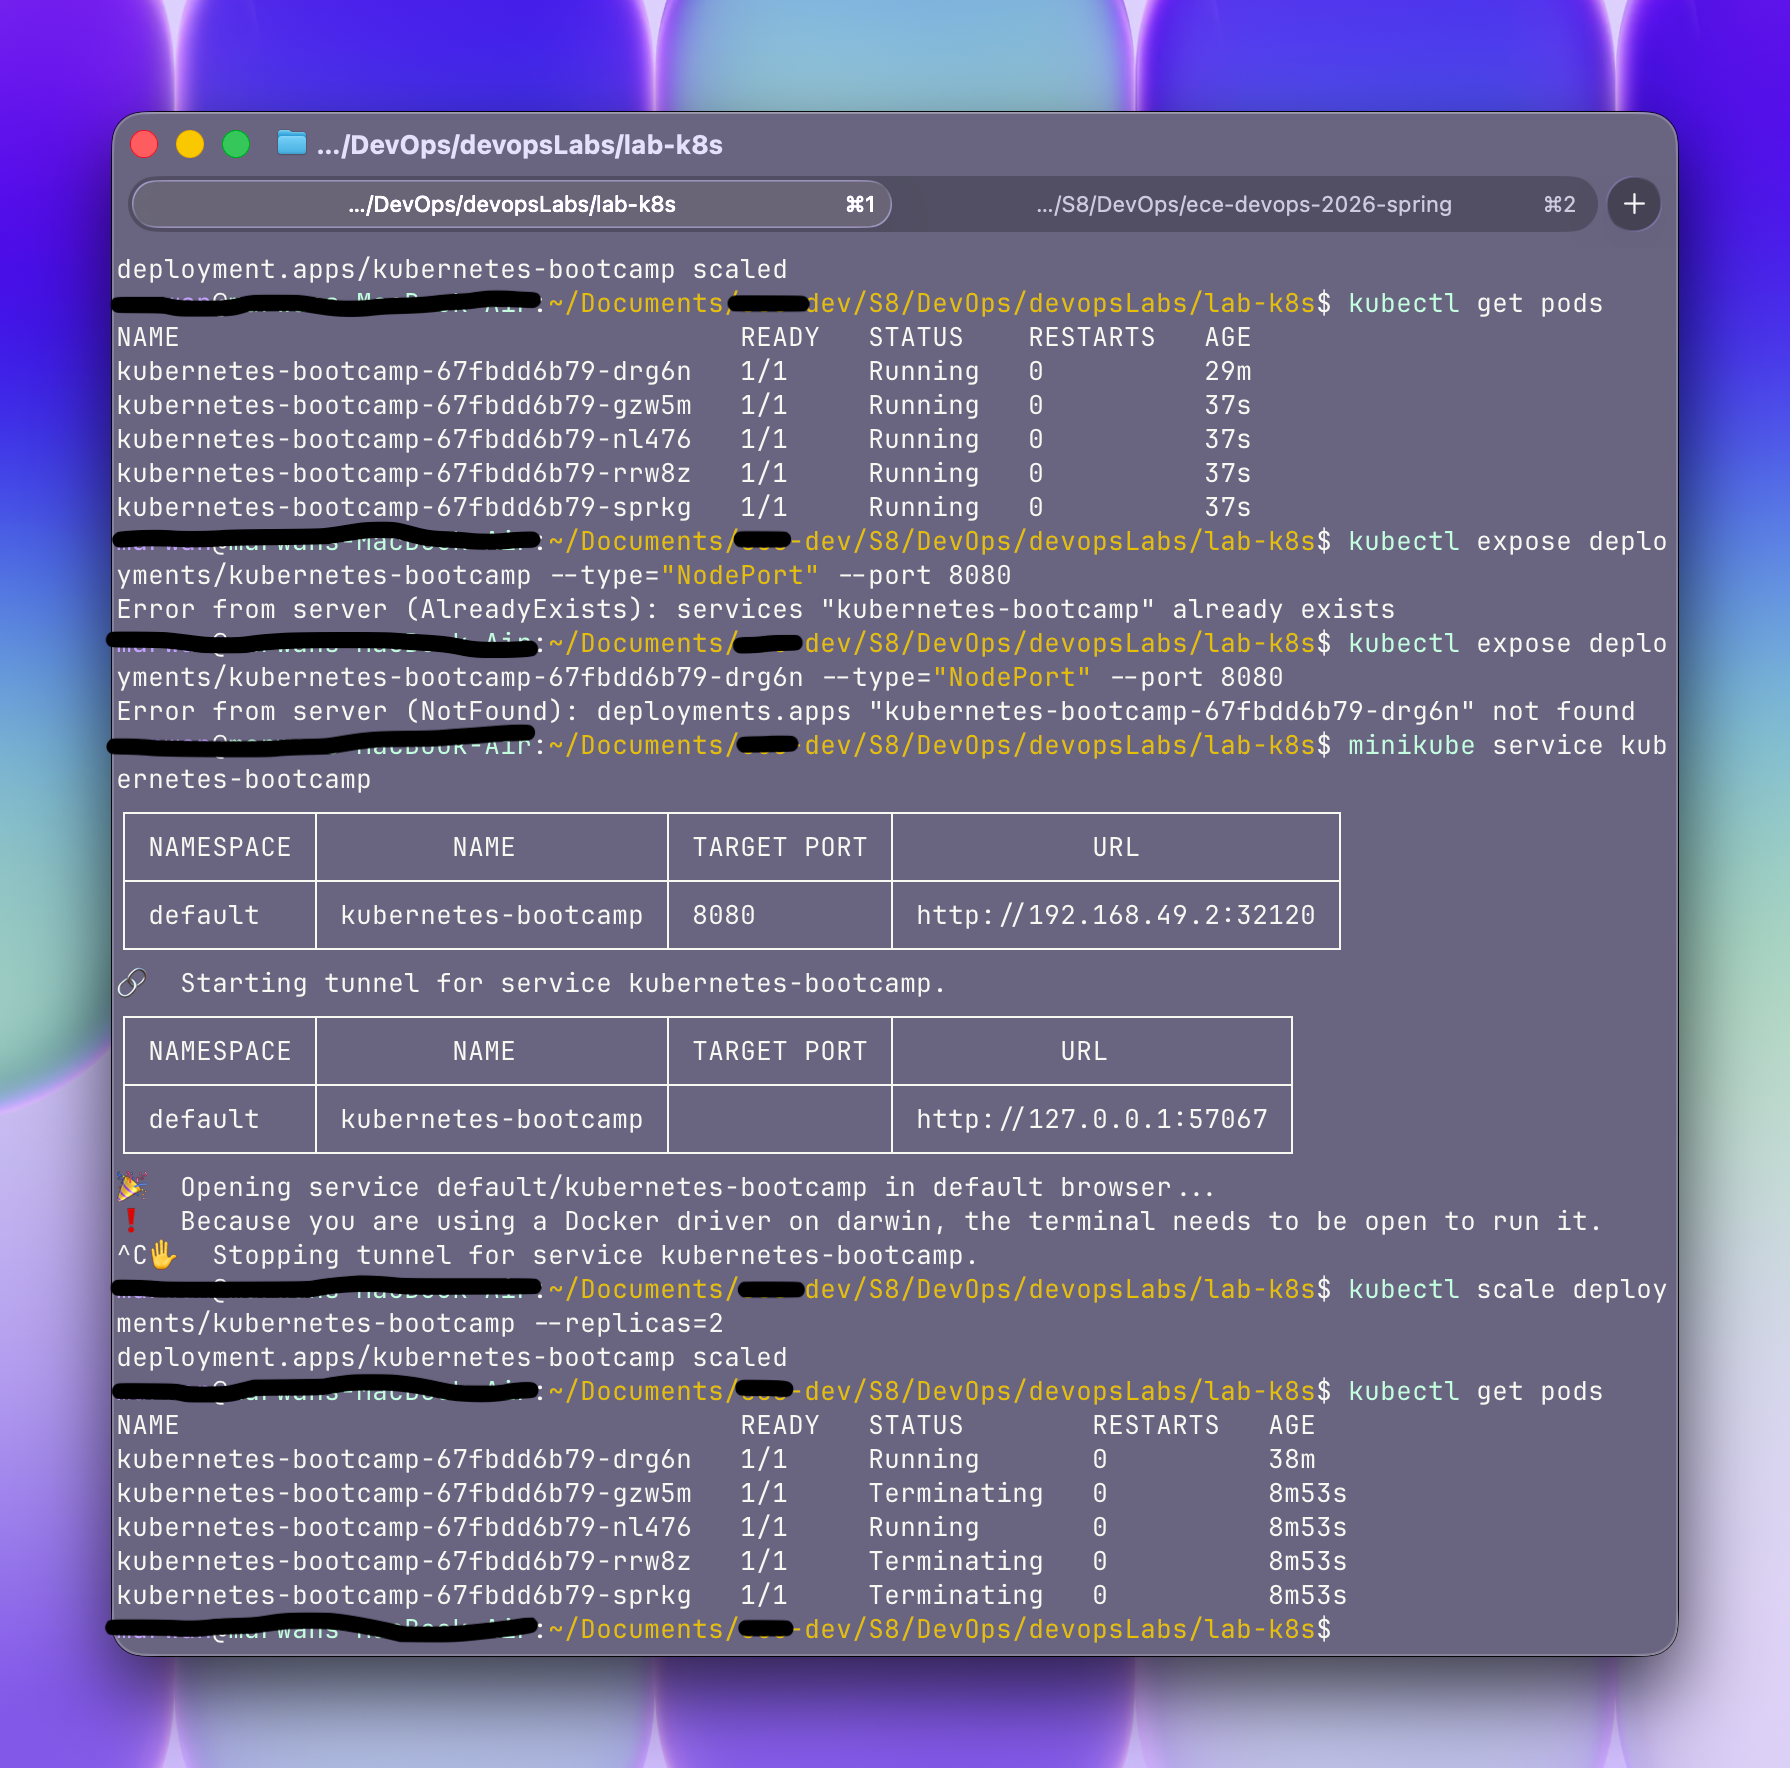 .../DevOps/devopsLabs/lab-k8s
.../DevOps/devopsLabs/lab-k8s ⌘1 .../S8/DevOps/ece-devops-2026-spring ⌘2 +
deployment.apps/kubernetes-bootcamp scaled
:~/Documents/ dev/S8/DevOps/devopsLabs/lab-k8s$ kubectl get pods
NAME READY STATUS RESTARTS AGE
kubernetes-bootcamp-67fbdd6b79-drg6n 1/1 Running 0 29m
kubernetes-bootcamp-67fbdd6b79-gzw5m 1/1 Running 0 37s
kubernetes-bootcamp-67fbdd6b79-nl476 1/1 Running 0 37s
kubernetes-bootcamp-67fbdd6b79-rrw8z 1/1 Running 0 37s
kubernetes-bootcamp-67fbdd6b79-sprkg 1/1 Running 0 37s
:~/Documents/ -dev/S8/DevOps/devopsLabs/lab-k8s$ kubectl expose deplo
yments/kubernetes-bootcamp --type="NodePort" --port 8080
Error from server (AlreadyExists): services "kubernetes-bootcamp" already exists
:~/Documents/ dev/S8/DevOps/devopsLabs/lab-k8s$ kubectl expose deplo
yments/kubernetes-bootcamp-67fbdd6b79-drg6n --type="NodePort" --port 8080
Error from server (NotFound): deployments.apps "kubernetes-bootcamp-67fbdd6b79-drg6n" not found
:~/Documents/ dev/S8/DevOps/devopsLabs/lab-k8s$ minikube service kub
ernetes-bootcamp
NAMESPACE NAME TARGET PORT URL
default kubernetes-bootcamp 8080 http://192.168.49.2:32120
🔗 Starting tunnel for service kubernetes-bootcamp.
NAMESPACE NAME TARGET PORT URL
default kubernetes-bootcamp http://127.0.0.1:57067
🎉 Opening service default/kubernetes-bootcamp in default browser...
❗ Because you are using a Docker driver on darwin, the terminal needs to be open to run it.
^C✋ Stopping tunnel for service kubernetes-bootcamp.
:~/Documents/ dev/S8/DevOps/devopsLabs/lab-k8s$ kubectl scale deploy
ments/kubernetes-bootcamp --replicas=2
deployment.apps/kubernetes-bootcamp scaled
:~/Documents/ -dev/S8/DevOps/devopsLabs/lab-k8s$ kubectl get pods
NAME READY STATUS RESTARTS AGE
kubernetes-bootcamp-67fbdd6b79-drg6n 1/1 Running 0 38m
kubernetes-bootcamp-67fbdd6b79-gzw5m 1/1 Terminating 0 8m53s
kubernetes-bootcamp-67fbdd6b79-nl476 1/1 Running 0 8m53s
kubernetes-bootcamp-67fbdd6b79-rrw8z 1/1 Terminating 0 8m53s
kubernetes-bootcamp-67fbdd6b79-sprkg 1/1 Terminating 0 8m53s
:~/Documents/ -dev/S8/DevOps/devopsLabs/lab-k8s$